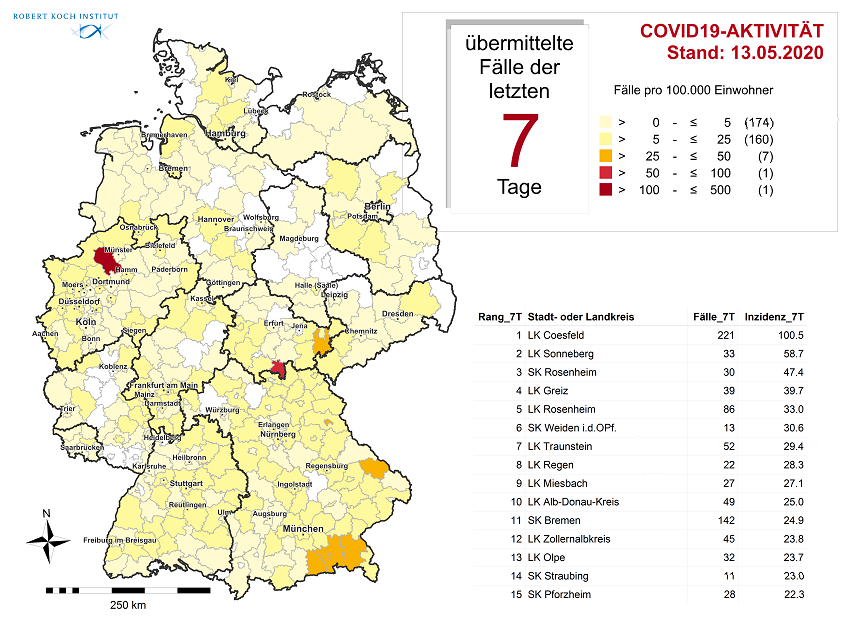 ROBERT KOCH INSTITUT
übermittelte
Fälle der
letzten
7
Tage
COVID19-AKTIVITÄT
Stand: 13.05.2020
Fälle pro 100.000 Einwohner
> 0 - ≤ 5 (174)
> 5 - ≤ 25 (160)
> 25 - ≤ 50 (7)
> 50 - ≤ 100 (1)
> 100 - ≤ 500 (1)
Kiel
Rostock
Lübeck
Bremerhaven
Hamburg
Bremen
Berlin
Potsdam
Wolfsburg
Hannover
Braunschweig
Osnabrück
Magdeburg
Münster
Bielefeld
Hamm
Paderborn
Dortmund
Moers
Göttingen
Halle (Saale)
Leipzig
Düsseldorf
Kassel
Dresden
Köln
Erfurt
Jena
Aachen
Siegen
Chemnitz
Bonn
Koblenz
Frankfurt am Main
Mainz
Darmstadt
Trier
Würzburg
Erlangen
Nürnberg
Heidelberg
Saarbrücken
Heilbronn
Karlsruhe
Regensburg
Stuttgart
Ingolstadt
Reutlingen
Ulm
Augsburg
München
Freiburg im Breisgau
N
250 km
Rang_7T Stadt- oder Landkreis Fälle_7T Inzidenz_7T
1 LK Coesfeld 221 100.5
2 LK Sonneberg 33 58.7
3 SK Rosenheim 30 47.4
4 LK Greiz 39 39.7
5 LK Rosenheim 86 33.0
6 SK Weiden i.d.OPf. 13 30.6
7 LK Traunstein 52 29.4
8 LK Regen 22 28.3
9 LK Miesbach 27 27.1
10 LK Alb-Donau-Kreis 49 25.0
11 SK Bremen 142 24.9
12 LK Zollernalbkreis 45 23.8
13 LK Olpe 32 23.7
14 SK Straubing 11 23.0
15 SK Pforzheim 28 22.3